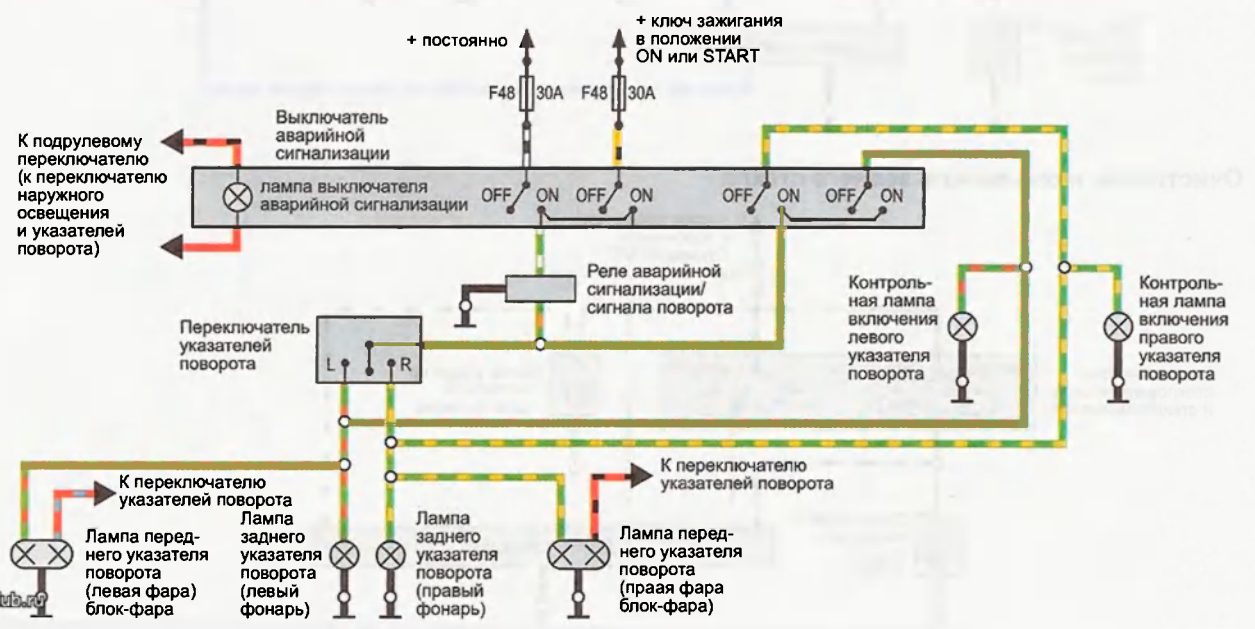 + постоянно
+ ключ зажигания
в положении
ON или START
F48
30A
F48
30A
Выключатель
аварийной
сигнализации
К подрулевому
переключателю
(к переключателю
наружного
освещения
и указателей
поворота)
лампа выключателя
аварийной сигнализации
OFF
ON
OFF
ON
OFF
ON
OFF
ON
Реле аварийной
сигнализации/
сигнала поворота
Переключатель
указателей
поворота
L
R
Контроль-
ная лампа
включения
левого
указателя
поворота
Контроль-
ная лампа
включения
правого
указателя
поворота
К переключателю
указателей поворота
К переключателю
указателей поворота
Лампа перед-
него указателя
поворота
(левая фара)
блок-фара
Лампа
заднего
указателя
поворота
(левый
фонарь)
Лампа
заднего
указателя
поворота
(правый
фонарь)
Лампа перед-
него указателя
поворота
(праая фара
блок-фара)